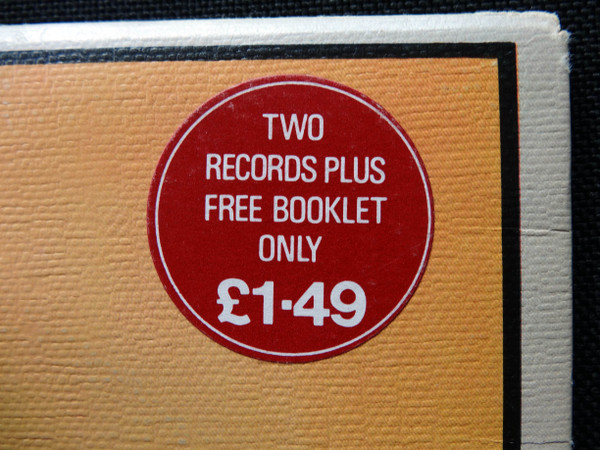 TWO
RECORDS PLUS
FREE BOOKLET
ONLY
£1·49